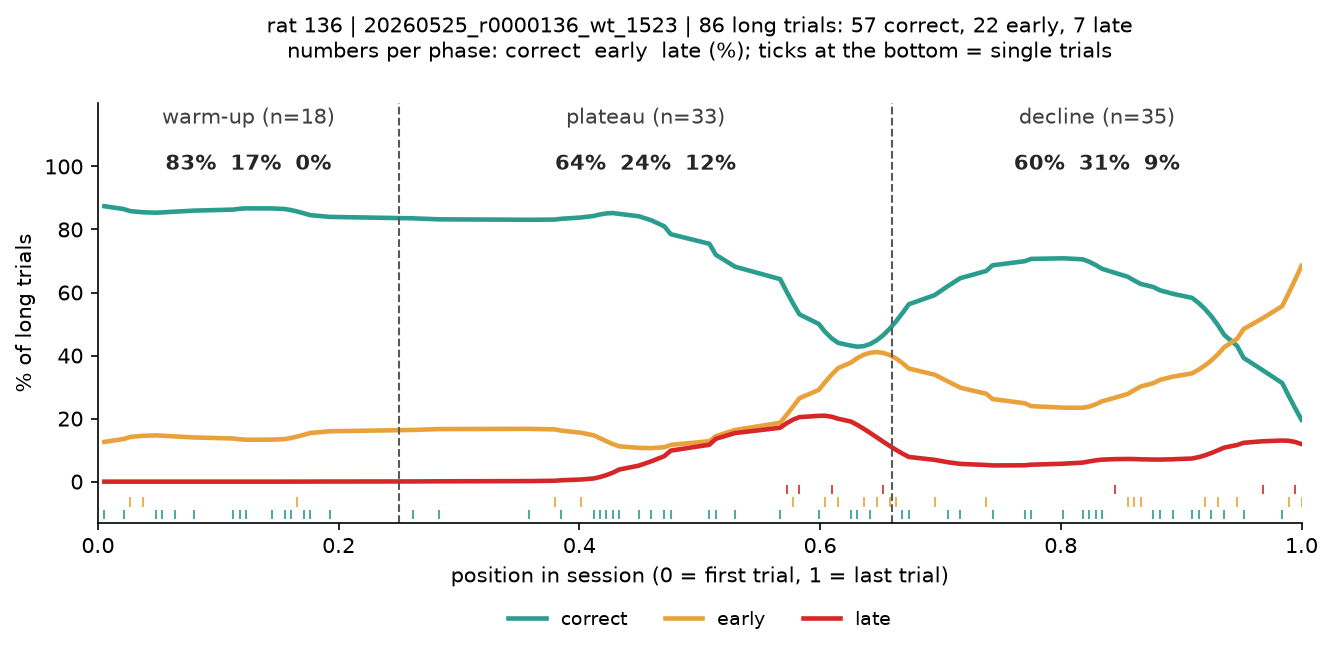 rat 136 | 20260525_r0000136_wt_1523 | 86 long trials: 57 correct, 22 early, 7 late
numbers per phase: correct  early  late (%); ticks at the bottom = single trials
warm-up (n=18)
plateau (n=33)
decline (n=35)
83%  17%  0%
64%  24%  12%
60%  31%  9%
100
80
60
40
20
0
% of long trials
0.0
0.2
0.4
0.6
0.8
1.0
position in session (0 = first trial, 1 = last trial)
correct
early
late